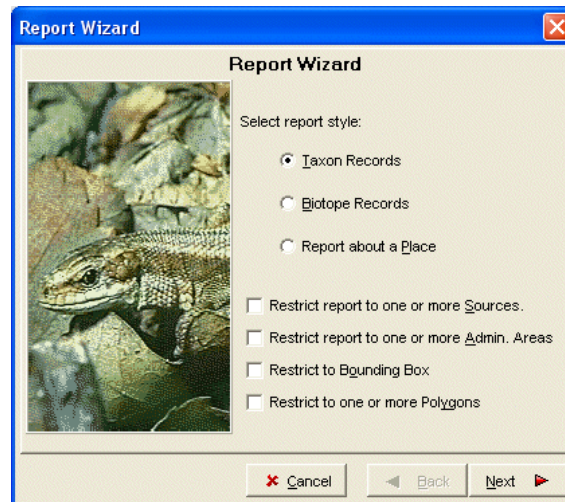 Report Wizard
Report Wizard
Select report style:
Taxon Records
Biotope Records
Report about a Place
Restrict report to one or more Sources.
Restrict report to one or more Admin. Areas
Restrict to Bounding Box
Restrict to one or more Polygons
Cancel
Back
Next